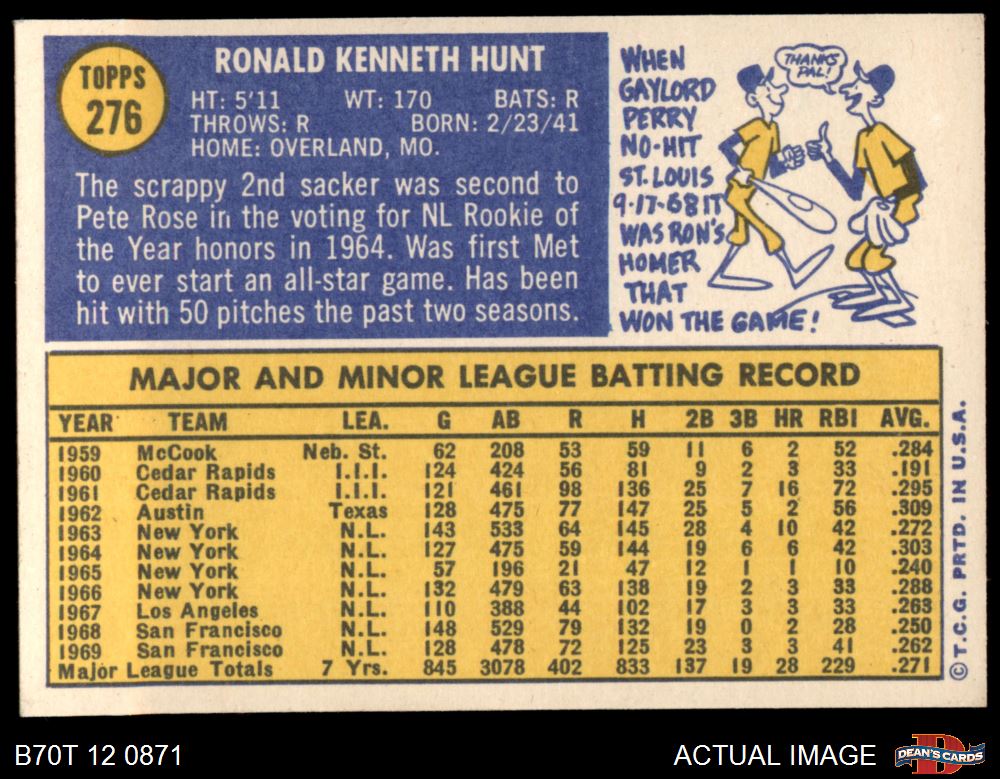 TOPPS
276
RONALD KENNETH HUNT
HT: 5'11 WT: 170 BATS: R
THROWS: R BORN: 2/23/41
HOME: OVERLAND, MO.
The scrappy 2nd sacker was second to
Pete Rose in the voting for NL Rookie of
the Year honors in 1964. Was first Met
to ever start an all-star game. Has been
hit with 50 pitches the past two seasons.
WHEN
GAYLORD
PERRY
NO-HIT
ST. LOUIS
9-17-68 IT
WAS RON'S
HOMER
THAT
WON THE GAME!
THANKS
PAL!
MAJOR AND MINOR LEAGUE BATTING RECORD
YEAR TEAM LEA. G AB R H 2B 3B HR RBI AVG.
1959 McCook Neb. St. 62 208 53 59 11 6 2 52 .284
1960 Cedar Rapids I.I.I. 124 424 56 81 9 2 3 33 .191
1961 Cedar Rapids I.I.I. 121 461 98 136 25 7 16 72 .295
1962 Austin Texas 128 475 77 147 25 5 2 56 .309
1963 New York N.L. 143 533 64 145 28 4 10 42 .272
1964 New York N.L. 127 475 59 144 19 6 6 42 .303
1965 New York N.L. 57 196 21 47 12 1 1 10 .240
1966 New York N.L. 132 479 63 138 19 2 3 33 .288
1967 Los Angeles N.L. 110 388 44 102 17 3 3 33 .263
1968 San Francisco N.L. 148 529 79 132 19 0 2 28 .250
1969 San Francisco N.L. 128 478 72 125 23 3 3 41 .262
Major League Totals 7 Yrs. 845 3078 402 833 137 19 28 229 .271
© T.C.G. PRTD. IN U.S.A.
B70T 12 0871
ACTUAL IMAGE
D
DEAN'S CARDS